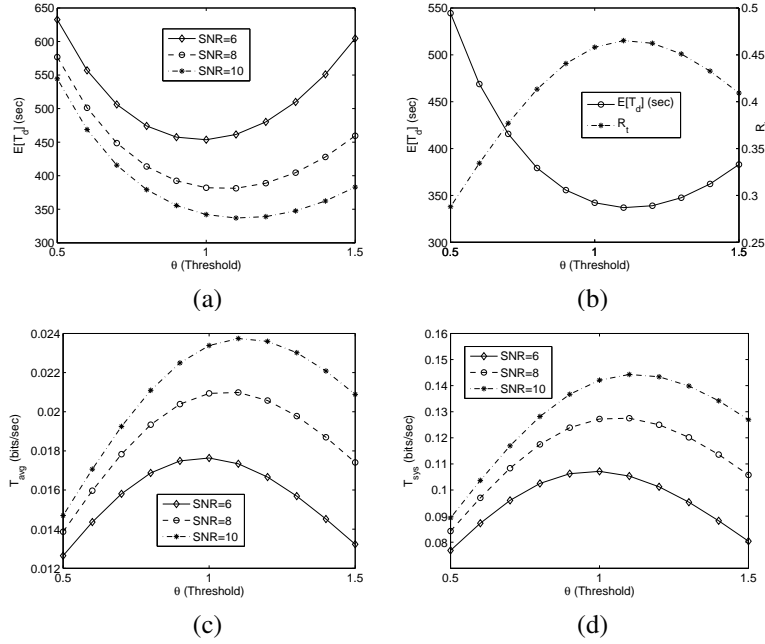 650
600
550
500
450
400
350
300
0.5
1
1.5
E[T_d] (sec)
θ (Threshold)
SNR=6
SNR=8
SNR=10
(a)
550
500
450
400
350
300
0.5
0.45
0.4
0.35
0.3
0.25
0.5
1
1.5
E[T_d] (sec)
R
θ (Threshold)
E[T_d] (sec)
R_t
(b)
0.024
0.022
0.02
0.018
0.016
0.014
0.012
0.5
1
1.5
T_avg (bits/sec)
θ (Threshold)
SNR=6
SNR=8
SNR=10
(c)
0.16
0.15
0.14
0.13
0.12
0.11
0.1
0.09
0.08
0.5
1
1.5
T_sys (bits/sec)
θ (Threshold)
SNR=6
SNR=8
SNR=10
(d)